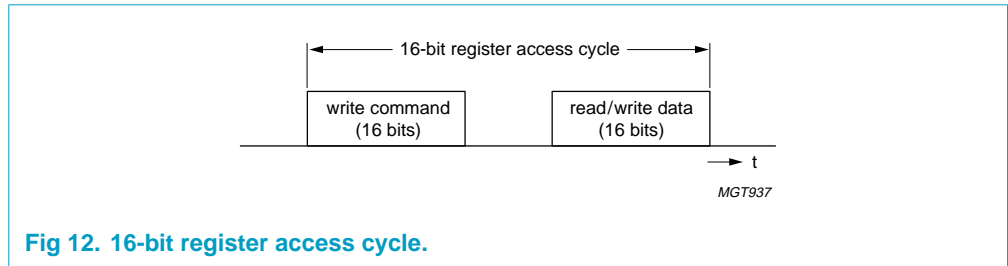 16-bit register access cycle
write command
(16 bits)
read/write data
(16 bits)
t
MGT937
Fig 12. 16-bit register access cycle.